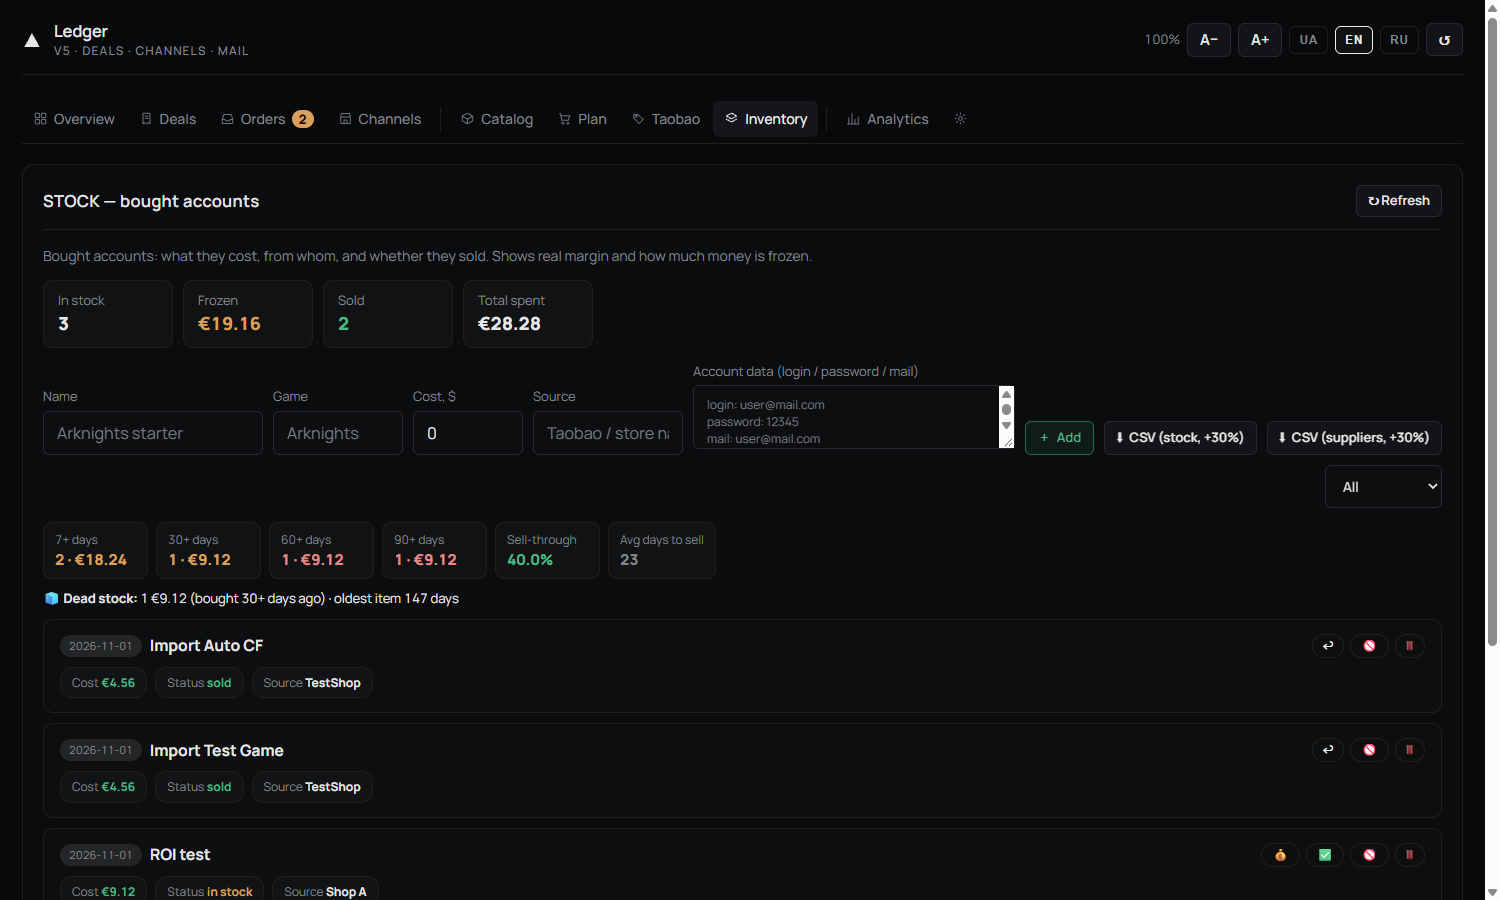 Ledger
V5 · DEALS · CHANNELS · MAIL
100% A− A+ UA EN RU
Overview Deals Orders 2 Channels Catalog Plan Taobao Inventory Analytics
STOCK — bought accounts
↻Refresh
Bought accounts: what they cost, from whom, and whether they sold. Shows real margin and how much money is frozen.
In stock Frozen Sold Total spent
3 €19.16 2 €28.28
Account data (login / password / mail)
Name Game Cost, $ Source
login: user@mail.com
password: 12345
mail: user@mail.com
Arknights starter Arknights 0 Taobao / store na
+ Add ⬇ CSV (stock, +30%) ⬇ CSV (suppliers, +30%)
All
7+ days 30+ days 60+ days 90+ days Sell-through Avg days to sell
2 · €18.24 1 · €9.12 1 · €9.12 1 · €9.12 40.0% 23
Dead stock: 1 €9.12 (bought 30+ days ago) · oldest item 147 days
2026-11-01 Import Auto CF
Cost €4.56 Status sold Source TestShop
2026-11-01 Import Test Game
Cost €4.56 Status sold Source TestShop
2026-11-01 ROI test
Cost €9.12 Status in stock Source Shop A